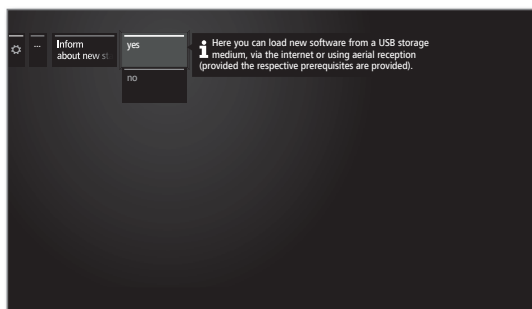 ...
Inform
about new st
yes
no
Here you can load new software from a USB storage
medium, via the internet or using aerial reception
(provided the respective prerequisites are provided).